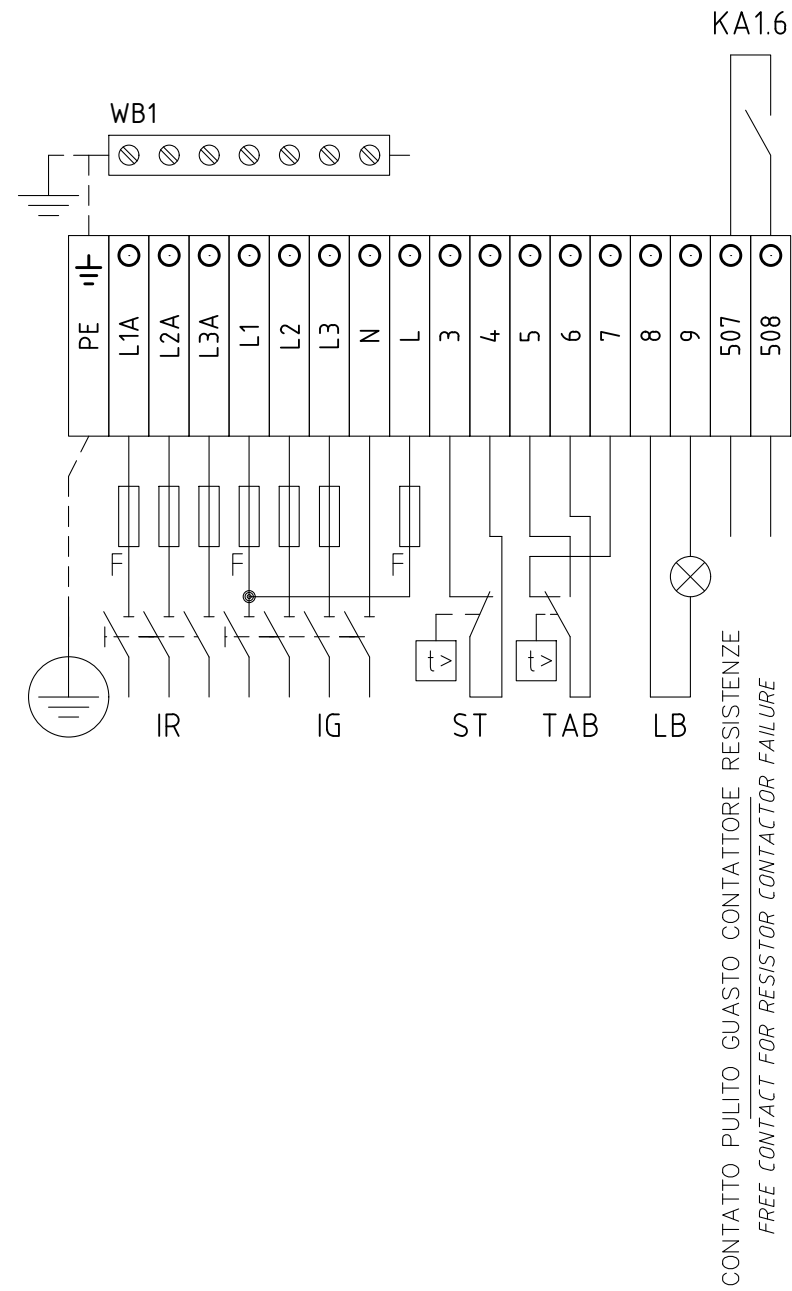 KA1.6
WB1
PE
L1A
L2A
L3A
L1
L2
L3
N
L
3
4
5
6
7
8
9
507
508
F
F
F
t>
t>
IR
IG
ST
TAB
LB
CONTATTO PULITO GUASTO CONTATTORE RESISTENZE
FREE CONTACT FOR RESISTOR CONTACTOR FAILURE